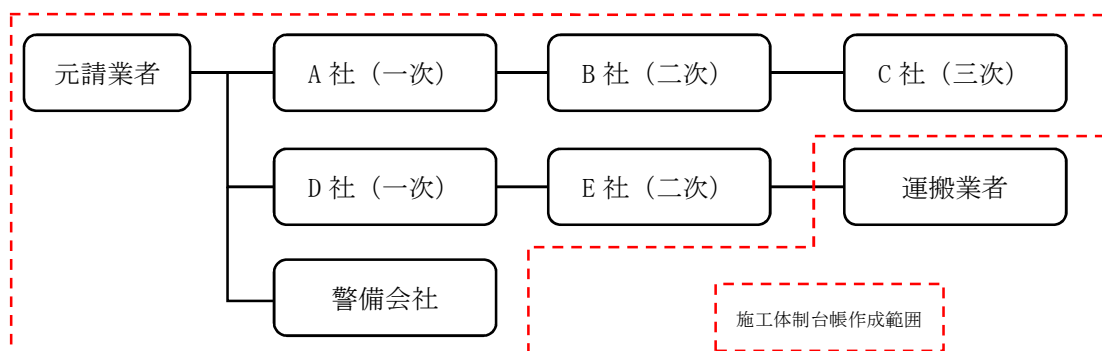 元請業者
A 社（一次）
B 社（二次）
C 社（三次）
D 社（一次）
E 社（二次）
運搬業者
警備会社
施工体制台帳作成範囲